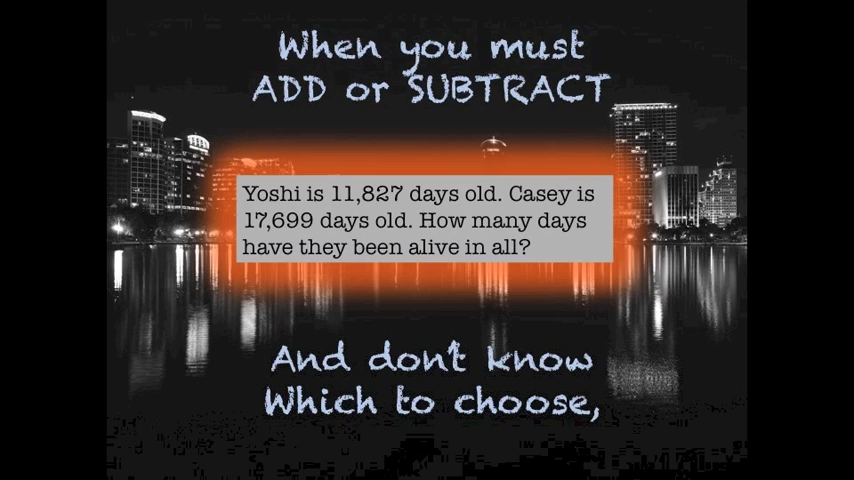 When you must
ADD or SUBTRACT
Yoshi is 11,827 days old. Casey is
17,699 days old. How many days
have they been alive in all?
And don't know
Which to choose,